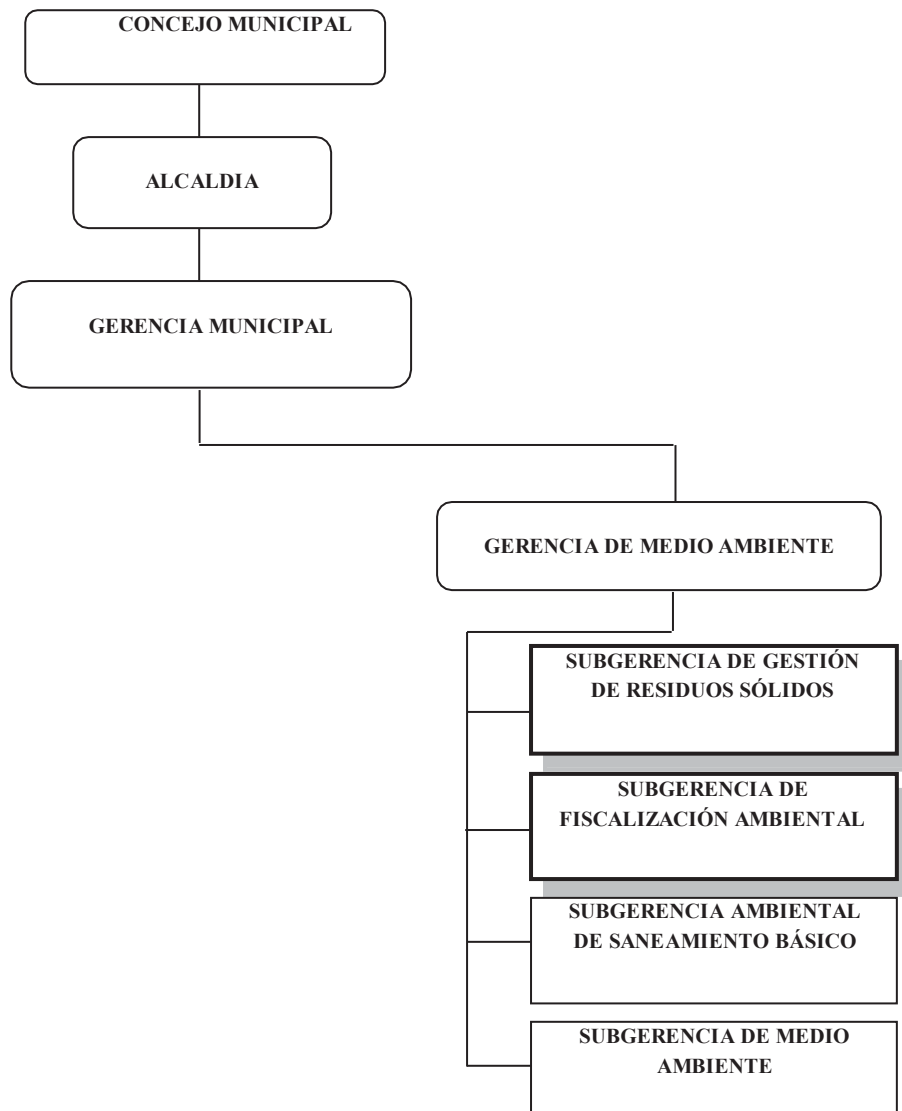 CONCEJO MUNICIPAL
ALCALDIA
GERENCIA MUNICIPAL
GERENCIA DE MEDIO AMBIENTE
SUBGERENCIA DE GESTIÓN
DE RESIDUOS SÓLIDOS
SUBGERENCIA DE
FISCALIZACIÓN AMBIENTAL
SUBGERENCIA AMBIENTAL
DE SANEAMIENTO BÁSICO
SUBGERENCIA DE MEDIO
AMBIENTE